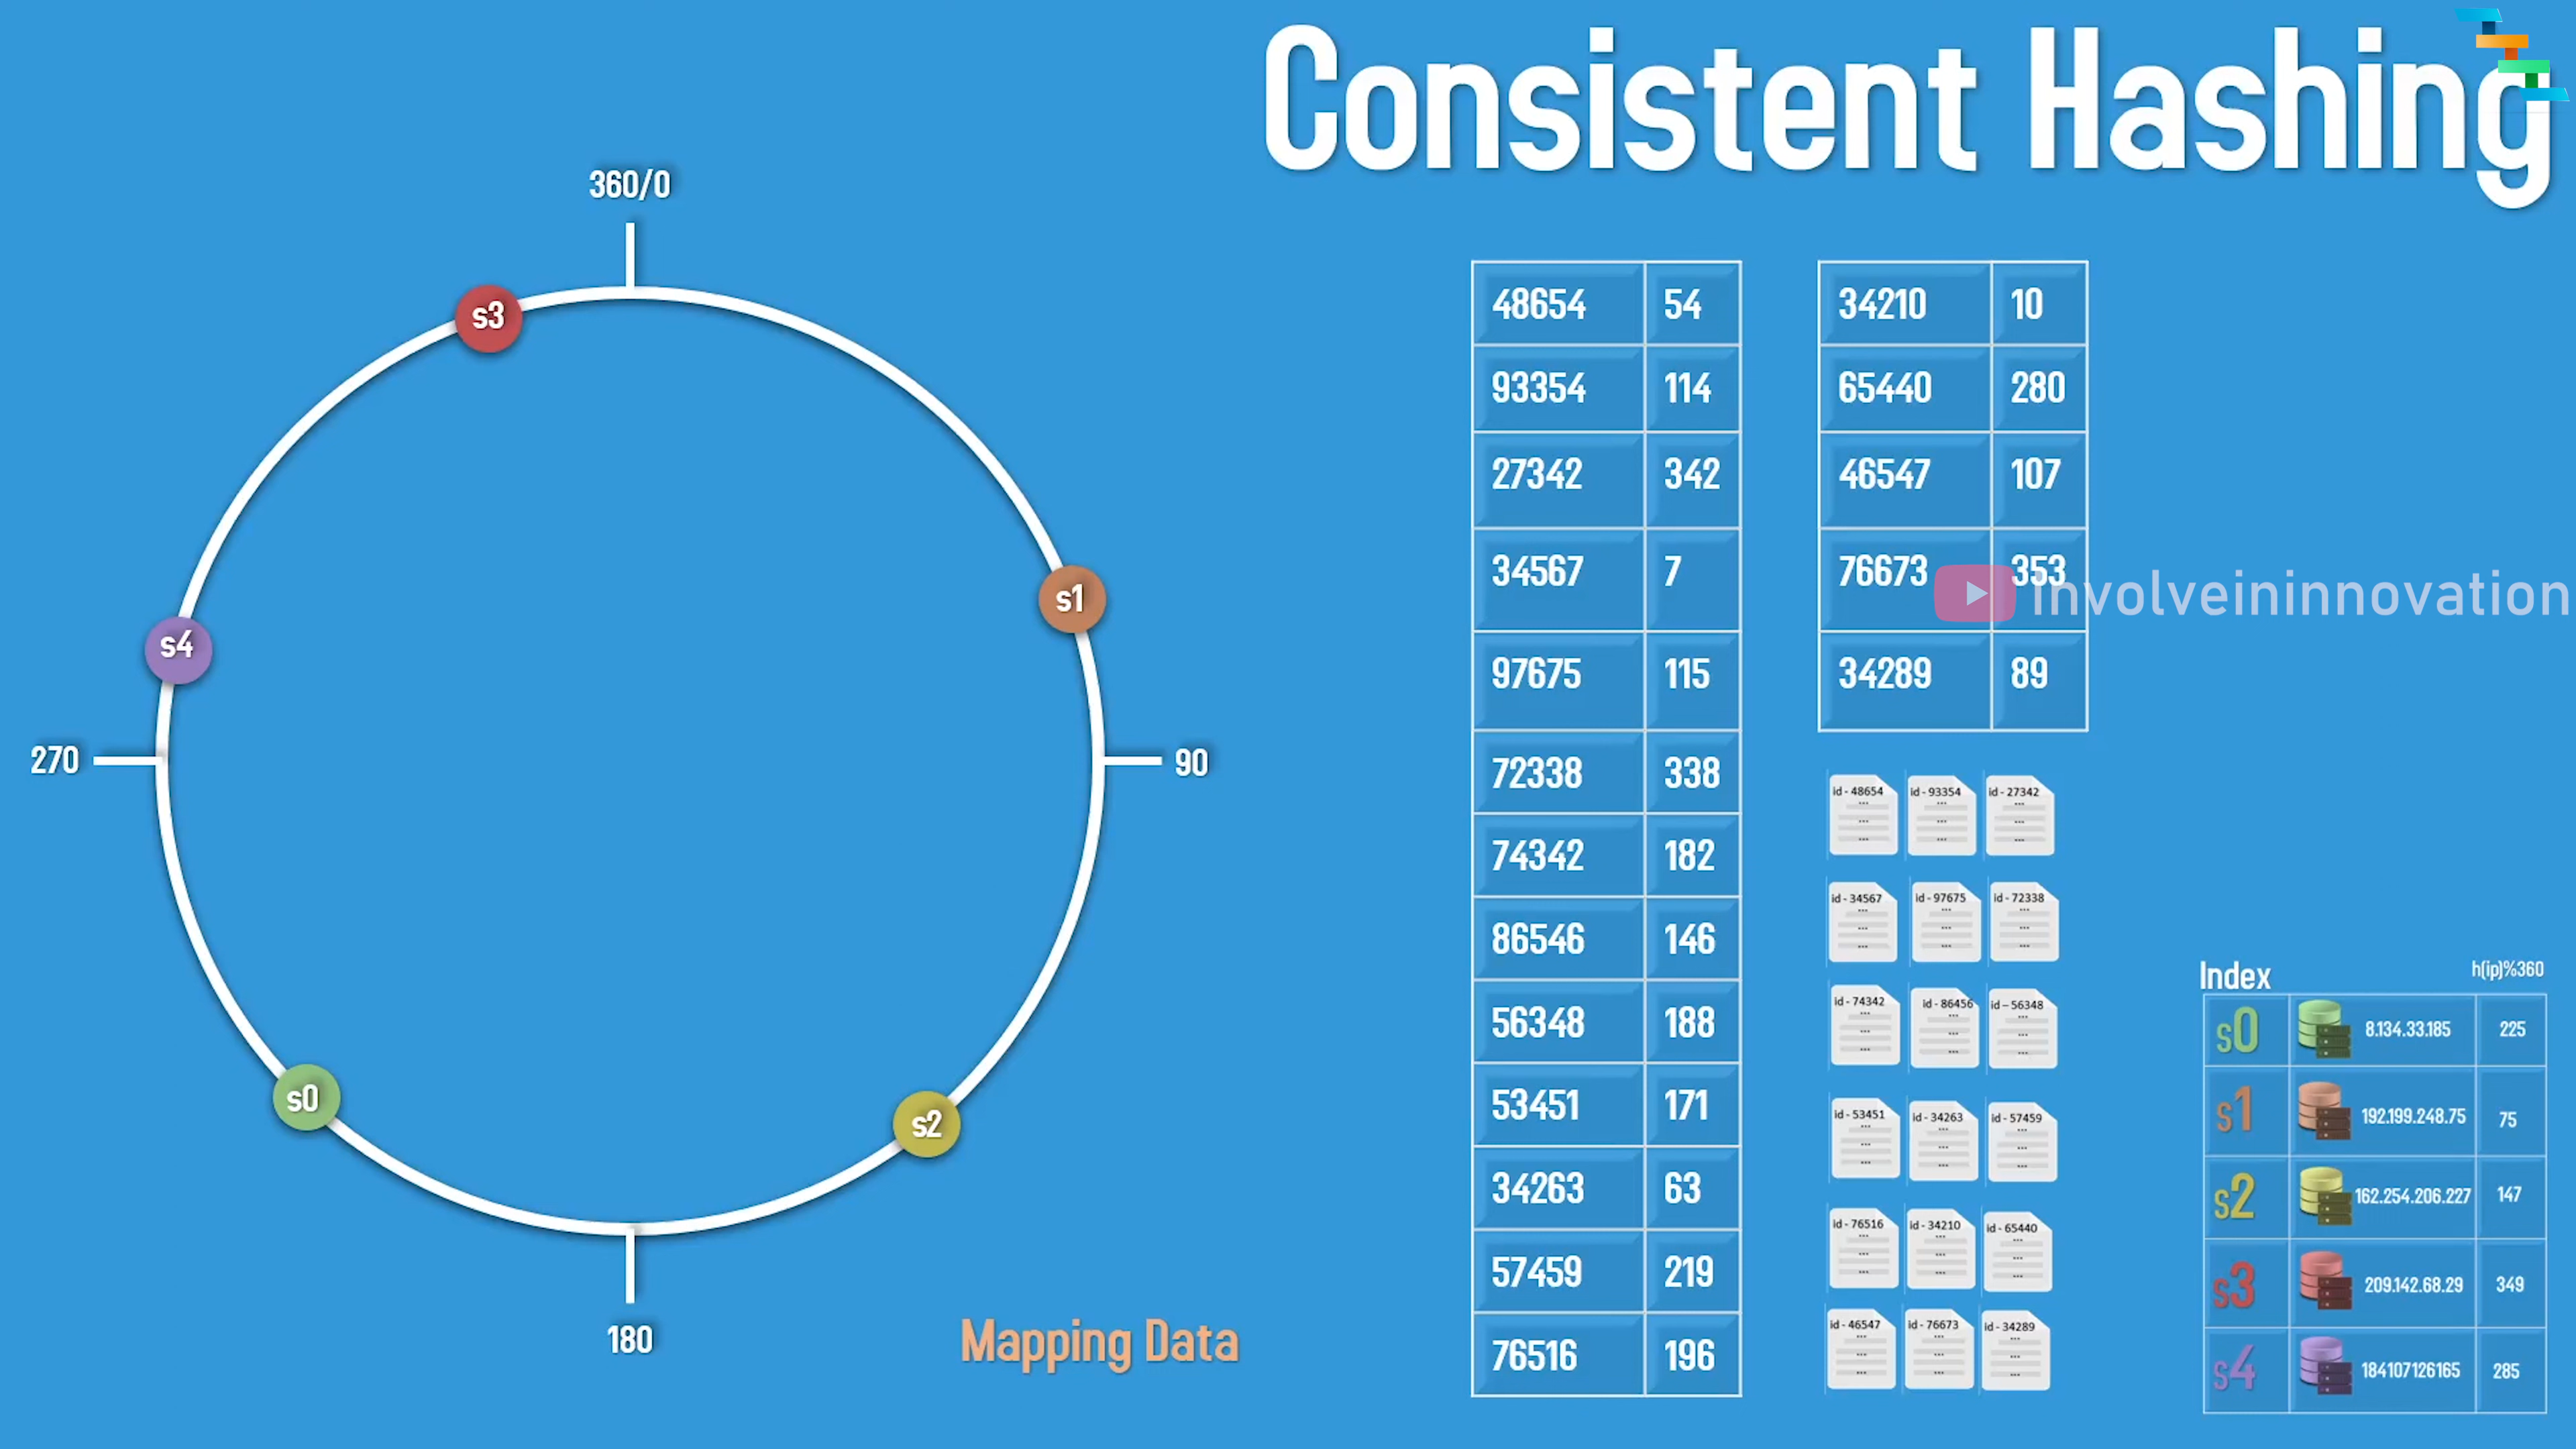 Consistent Hashing
360/0
s3
s1
s4
270
90
s0
s2
180
Mapping Data
48654 54
93354 114
27342 342
34567 7
97675 115
72338 338
74342 182
86546 146
56348 188
53451 171
34263 63
57459 219
76516 196
34210 10
65440 280
46547 107
76673 353
34289 89
involveininnovation
id - 48654 id - 93354 id - 27342
id - 34567 id - 97675 id - 72338
id - 74342 id - 86456 id – 56348
id - 53451 id - 34263 id - 57459
id - 76516 id - 34210 id - 65440
id - 46547 id - 76673 id - 34289
Index h(ip)%360
s0 8.134.33.185 225
s1 192.199.248.75 75
s2 162.254.206.227 147
s3 209.142.68.29 349
s4 184107126165 285